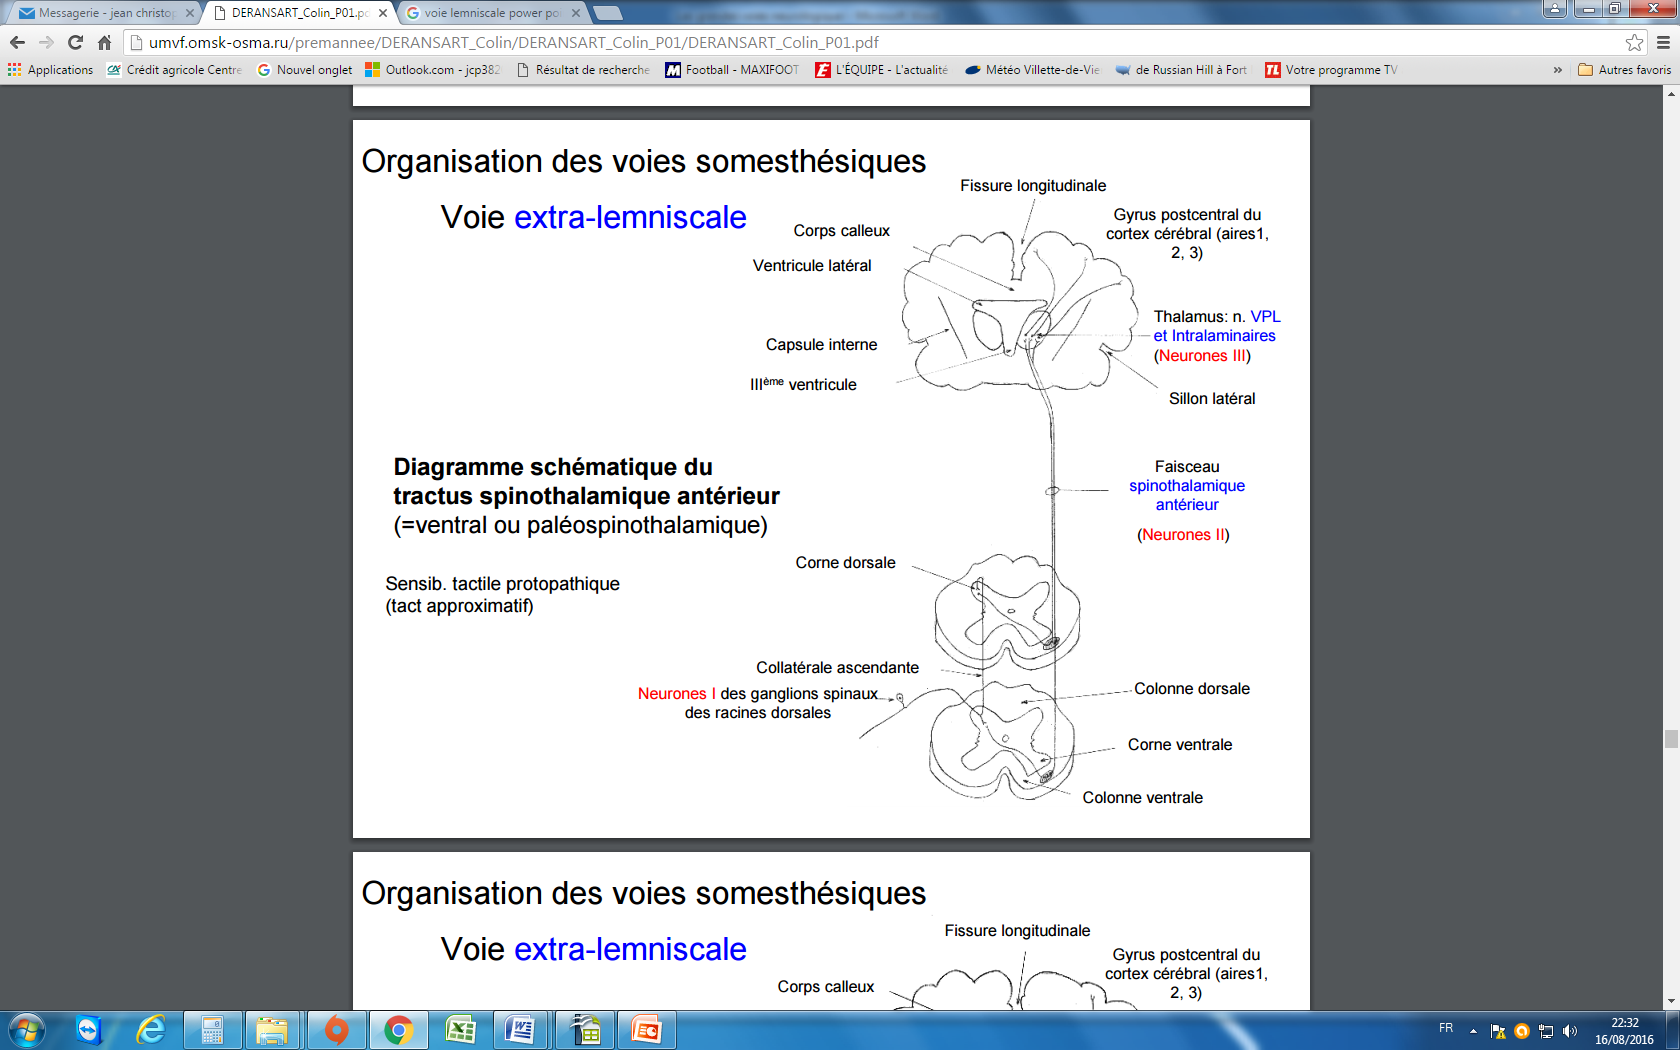 Messagerie - jean christop
DERANSART_Colin_P01.pd
voie lemniscale power poi
umvf.omsk-osma.ru/premannee/DERANSART_Colin/DERANSART_Colin_P01/DERANSART_Colin_P01.pdf
Applications
Crédit agricole Centre
Nouvel onglet
Outlook.com - jcp382
Résultat de recherche
Football - MAXIFOOT
L'ÉQUIPE - L'actualité
Météo Villette-de-Vie
de Russian Hill à Fort
Votre programme TV
»
Autres favoris
Organisation des voies somesthésiques
Voie extra-lemniscale
Fissure longitudinale
Corps calleux
Gyrus postcentral du
cortex cérébral (aires1,
2, 3)
Ventricule latéral
Thalamus: n. VPL
et Intralaminaires
(Neurones III)
Capsule interne
IIIème ventricule
Sillon latéral
Diagramme schématique du
tractus spinothalamique antérieur
(=ventral ou paléospinothalamique)
Faisceau
spinothalamique
antérieur
(Neurones II)
Corne dorsale
Sensib. tactile protopathique
(tact approximatif)
Collatérale ascendante
Neurones I des ganglions spinaux
des racines dorsales
Colonne dorsale
Corne ventrale
Colonne ventrale
Organisation des voies somesthésiques
Voie extra-lemniscale
Fissure longitudinale
Gyrus postcentral du
cortex cérébral (aires1,
2, 3)
Corps calleux
FR
22:32
16/08/2016